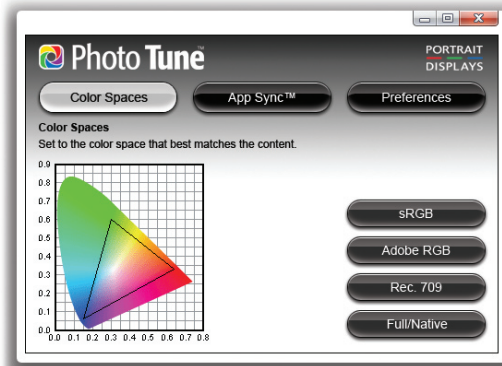 Photo Tune™
PORTRAIT
DISPLAYS
Color Spaces
App Sync™
Preferences
Color Spaces
Set to the color space that best matches the content.
0.9
0.8
0.7
0.6
0.5
0.4
0.3
0.2
0.1
0.0
0.0 0.1 0.2 0.3 0.4 0.5 0.6 0.7 0.8
sRGB
Adobe RGB
Rec. 709
Full/Native